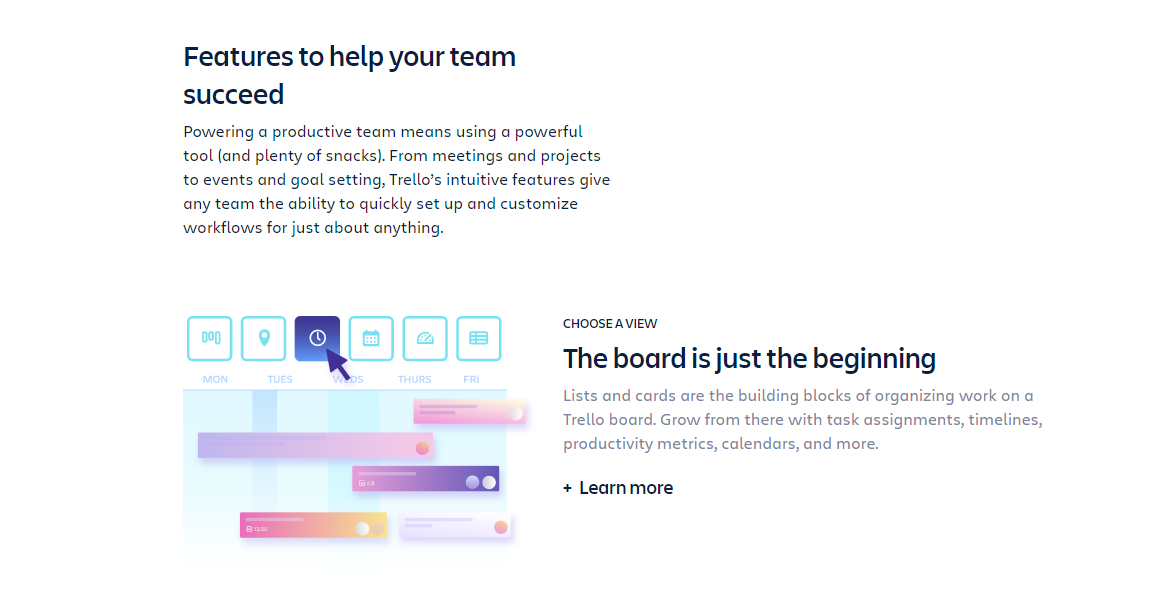 Features to help your team
succeed
Powering a productive team means using a powerful
tool (and plenty of snacks). From meetings and projects
to events and goal setting, Trello’s intuitive features give
any team the ability to quickly set up and customize
workflows for just about anything.
MON TUES WEDS THURS FRI
12/20
CHOOSE A VIEW
The board is just the beginning
Lists and cards are the building blocks of organizing work on a
Trello board. Grow from there with task assignments, timelines,
productivity metrics, calendars, and more.
+ Learn more